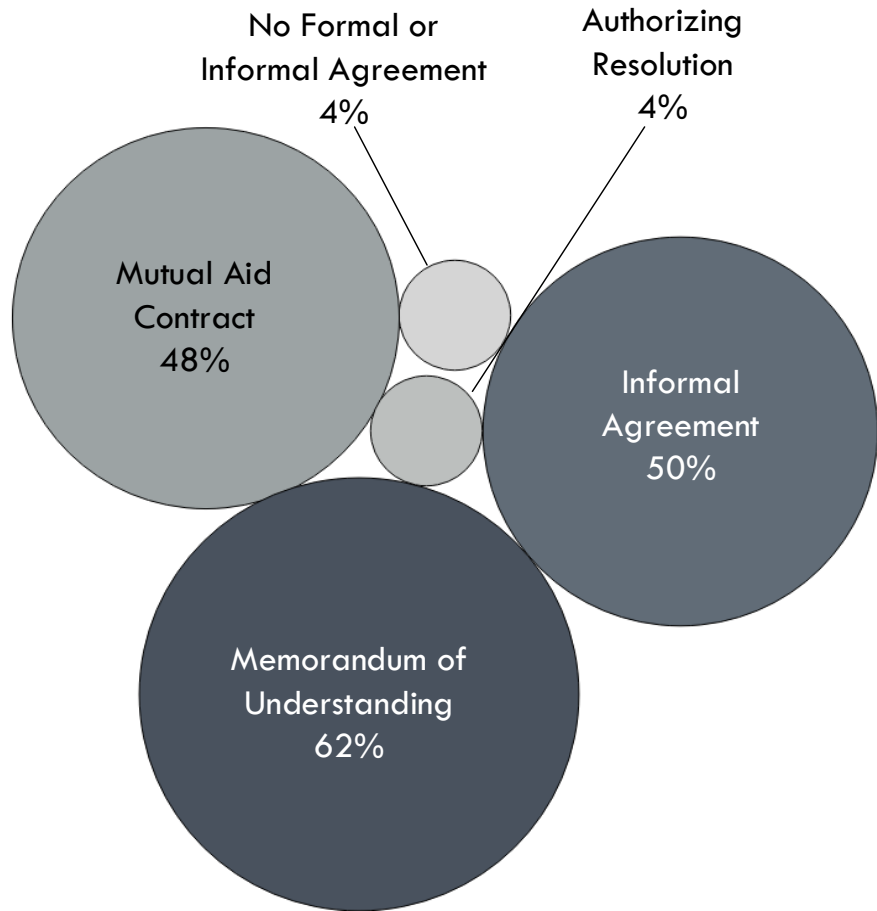 No Formal or
Informal Agreement
4%
Authorizing
Resolution
4%
Mutual Aid
Contract
48%
Informal
Agreement
50%
Memorandum of
Understanding
62%